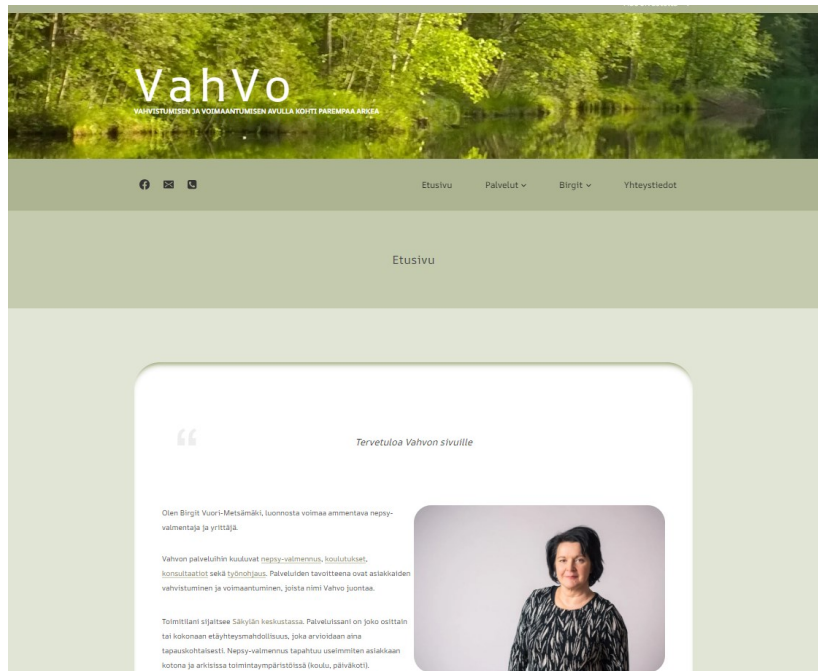 VahVo
VAHVISTUMISEN JA VOIMAANTUMISEN AVULLA KOHTI PAREMPAA ARKEA
Etusivu Palvelut Birgit Yhteystiedot
Etusivu
Tervetuloa Vahvon sivuille
Olen Birgit Vuori-Metsämäki, luonnosta voimaa ammentava nepsy-
valmentaja ja yrittäjä.
Vahvon palveluihin kuuluvat nepsy-valmennus, koulutukset,
konsultaatiot sekä työnohjaus. Palveluiden tavoitteena ovat asiakkaiden
vahvistuminen ja voimaantuminen, joista nimi Vahvo juontaa.
Toimitilani sijaitsee Säkylän keskustassa. Palveluissani on joko osittain
tai kokonaan etäyhteysmahdollisuus, joka arvioidaan aina
tapauskohtaisesti. Nepsy-valmennus tapahtuu useimmiten asiakkaan
kotona ja arkisissa toimintaympäristöissä (koulu, päiväkoti).